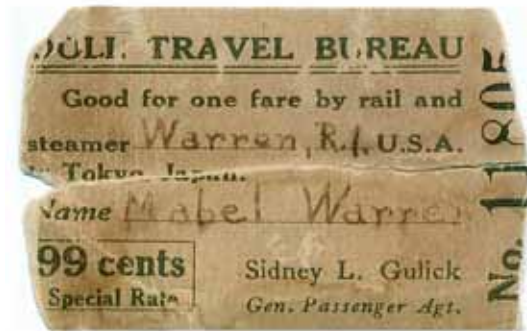 DOLL TRAVEL BUREAU
Good for one fare by rail and
steamer Warren, R.I. U.S.A.
to Tokyo, Japan.
Name Mabel Warren
99 cents
Special Rate
Sidney L. Gulick
Gen. Passenger Agt.
No. 11805